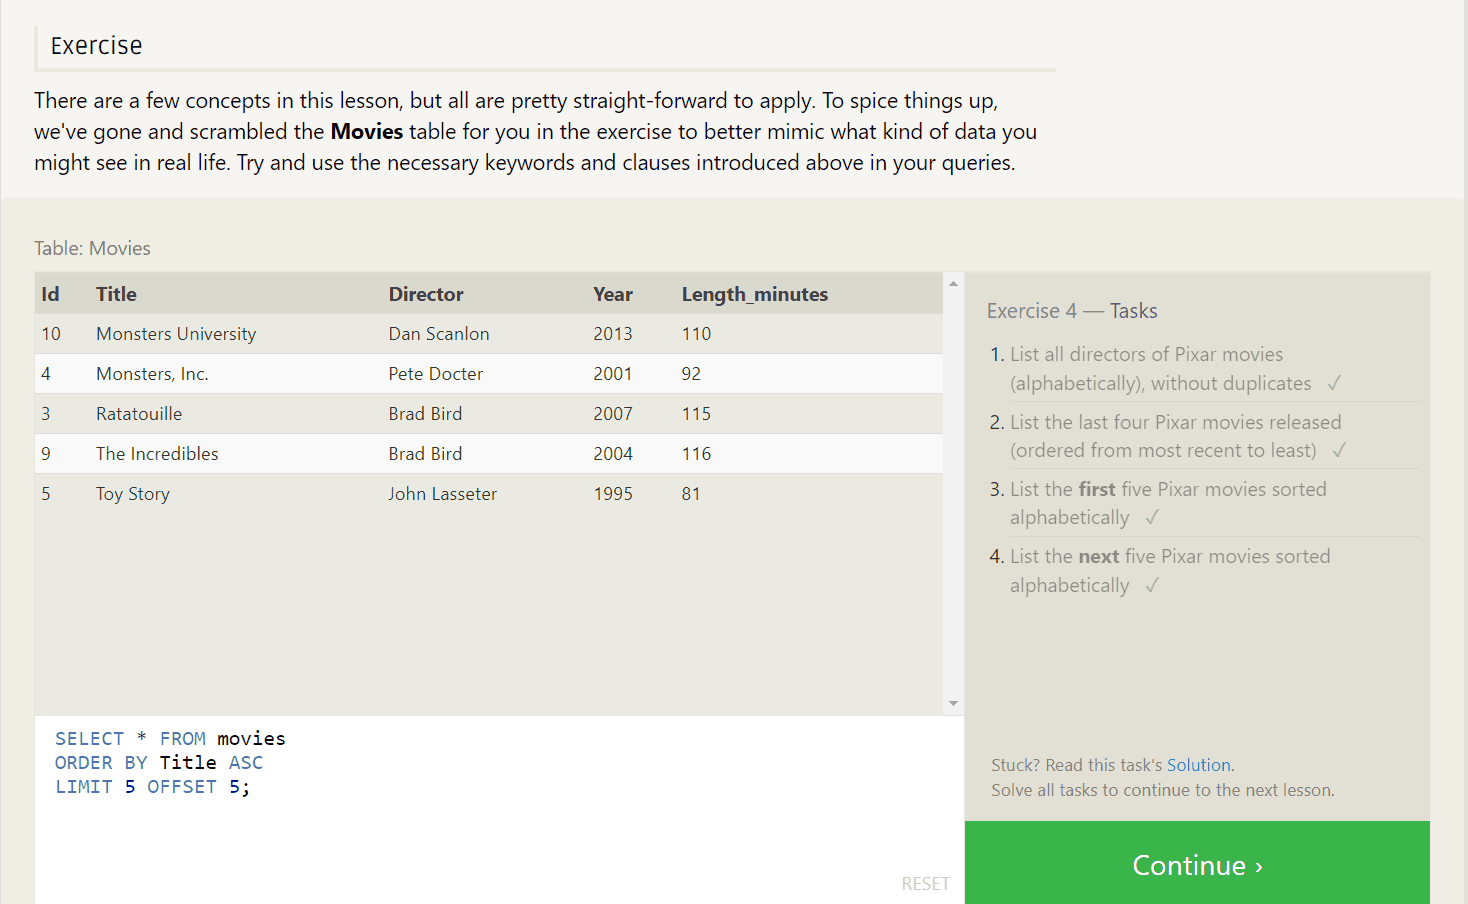 Exercise
There are a few concepts in this lesson, but all are pretty straight-forward to apply. To spice things up,
we've gone and scrambled the Movies table for you in the exercise to better mimic what kind of data you
might see in real life. Try and use the necessary keywords and clauses introduced above in your queries.
Table: Movies
Id Title Director Year Length_minutes
10 Monsters University Dan Scanlon 2013 110
4 Monsters, Inc. Pete Docter 2001 92
3 Ratatouille Brad Bird 2007 115
9 The Incredibles Brad Bird 2004 116
5 Toy Story John Lasseter 1995 81
SELECT * FROM movies
ORDER BY Title ASC
LIMIT 5 OFFSET 5;
RESET
Exercise 4 — Tasks
1. List all directors of Pixar movies
(alphabetically), without duplicates ✓
2. List the last four Pixar movies released
(ordered from most recent to least) ✓
3. List the first five Pixar movies sorted
alphabetically ✓
4. List the next five Pixar movies sorted
alphabetically ✓
Stuck? Read this task's Solution.
Solve all tasks to continue to the next lesson.
Continue ›